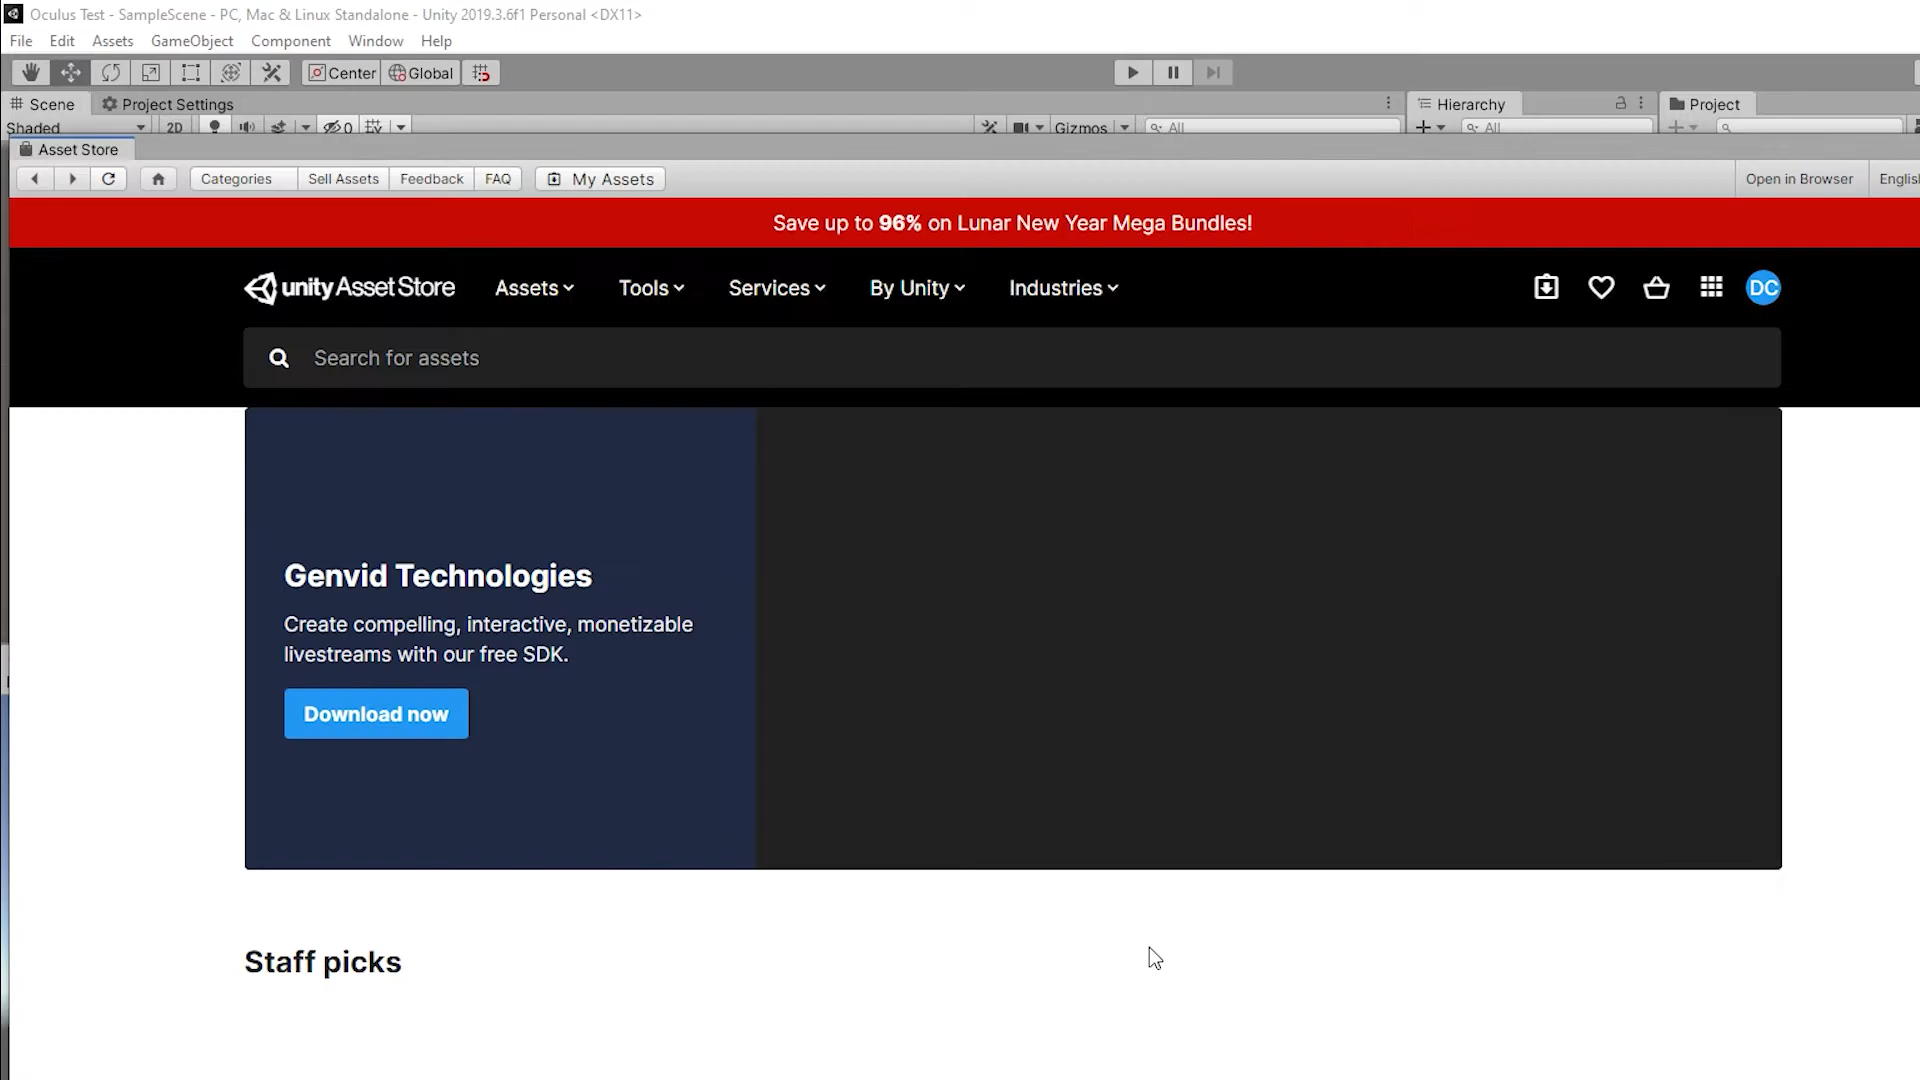 Oculus Test - SampleScene - PC, Mac & Linux Standalone - Unity 2019.3.6f1 Personal <DX11>
File Edit Assets GameObject Component Window Help
Center Global
Scene Project Settings Hierarchy Project
Shaded 2D 0 Gizmos All All
Asset Store
Categories Sell Assets Feedback FAQ My Assets Open in Browser English
Save up to 96% on Lunar New Year Mega Bundles!
unity Asset Store Assets Tools Services By Unity Industries DC
Search for assets
Genvid Technologies
Create compelling, interactive, monetizable
livestreams with our free SDK.
Download now
Staff picks